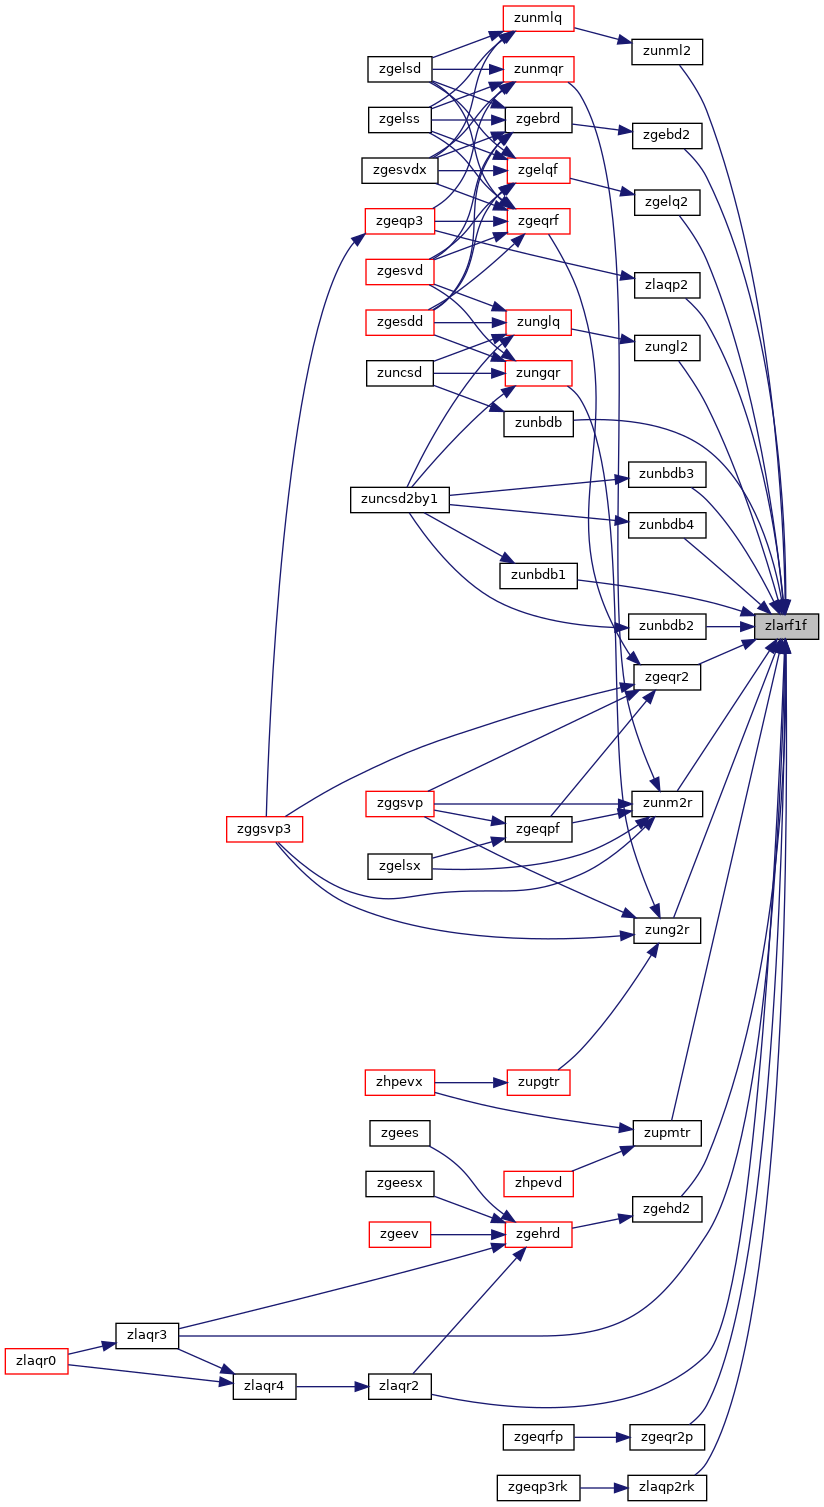 zunmlq
zunml2
zgelsd
zunmqr
zgelss
zgebrd
zgebd2
zgesvdx
zgelqf
zgelq2
zgeqp3
zgeqrf
zgesvd
zlaqp2
zgesdd
zunglq
zungl2
zuncsd
zungqr
zunbdb
zunbdb3
zuncsd2by1
zunbdb4
zunbdb1
zunbdb2
zlarf1f
zgeqr2
zggsvp
zunm2r
zggsvp3
zgeqpf
zgelsx
zung2r
zhpevx
zupgtr
zgees
zupmtr
zgeesx
zhpevd
zgehd2
zgeev
zgehrd
zlaqr3
zlaqr0
zlaqr4
zlaqr2
zgeqrfp
zgeqr2p
zgeqp3rk
zlaqp2rk